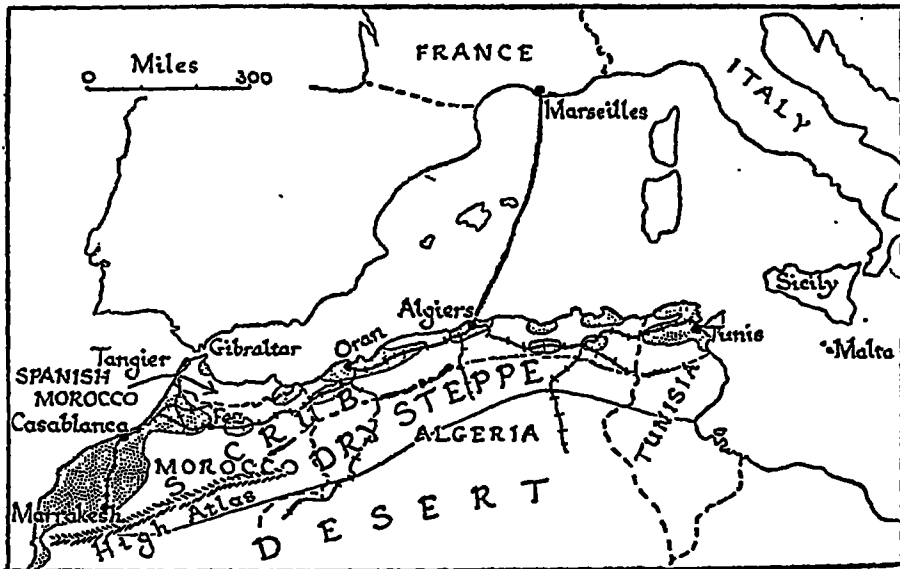 FRANCE
0 Miles 300
Marseilles
ITALY
Sicily
Malta
Algiers
Tunis
Oran
Gibraltar
Tangier
SPANISH
MOROCCO
Fez
Casablanca
SCRUB
DRY STEPPE
ALGERIA
TUNISIA
MOROCCO
Marrakesh
High Atlas
DESERT